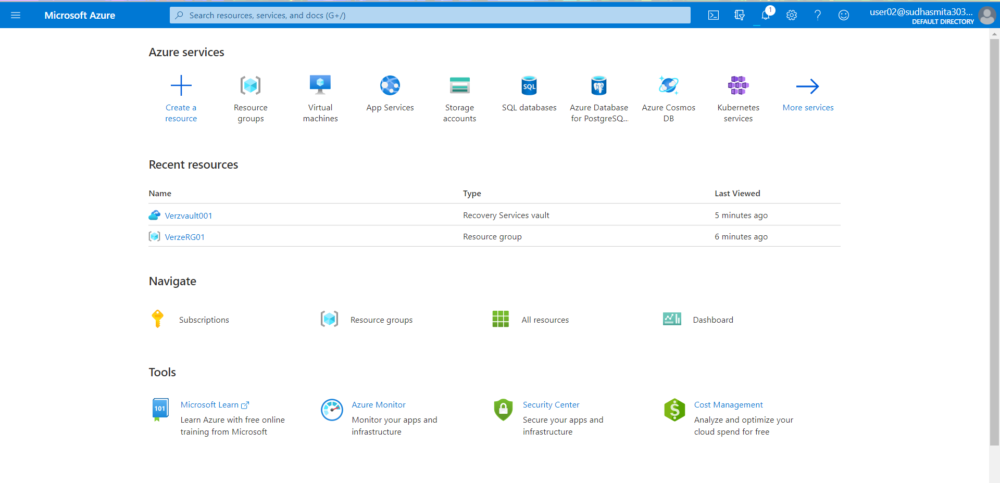 Microsoft Azure
Search resources, services, and docs (G+/)
1
user02@sudhasmita303...
DEFAULT DIRECTORY
Azure services
Create a
resource
Resource
groups
Virtual
machines
App Services
Storage
accounts
SQL
SQL databases
Azure Database
for PostgreSQ...
Azure Cosmos
DB
Kubernetes
services
More services
Recent resources
Name Type Last Viewed
Verzvault001 Recovery Services vault 5 minutes ago
VerzeRG01 Resource group 6 minutes ago
Navigate
Subscriptions Resource groups All resources Dashboard
Tools
101
Microsoft Learn
Learn Azure with free online
training from Microsoft
Azure Monitor
Monitor your apps and
infrastructure
Security Center
Secure your apps and
infrastructure
$
Cost Management
Analyze and optimize your
cloud spend for free